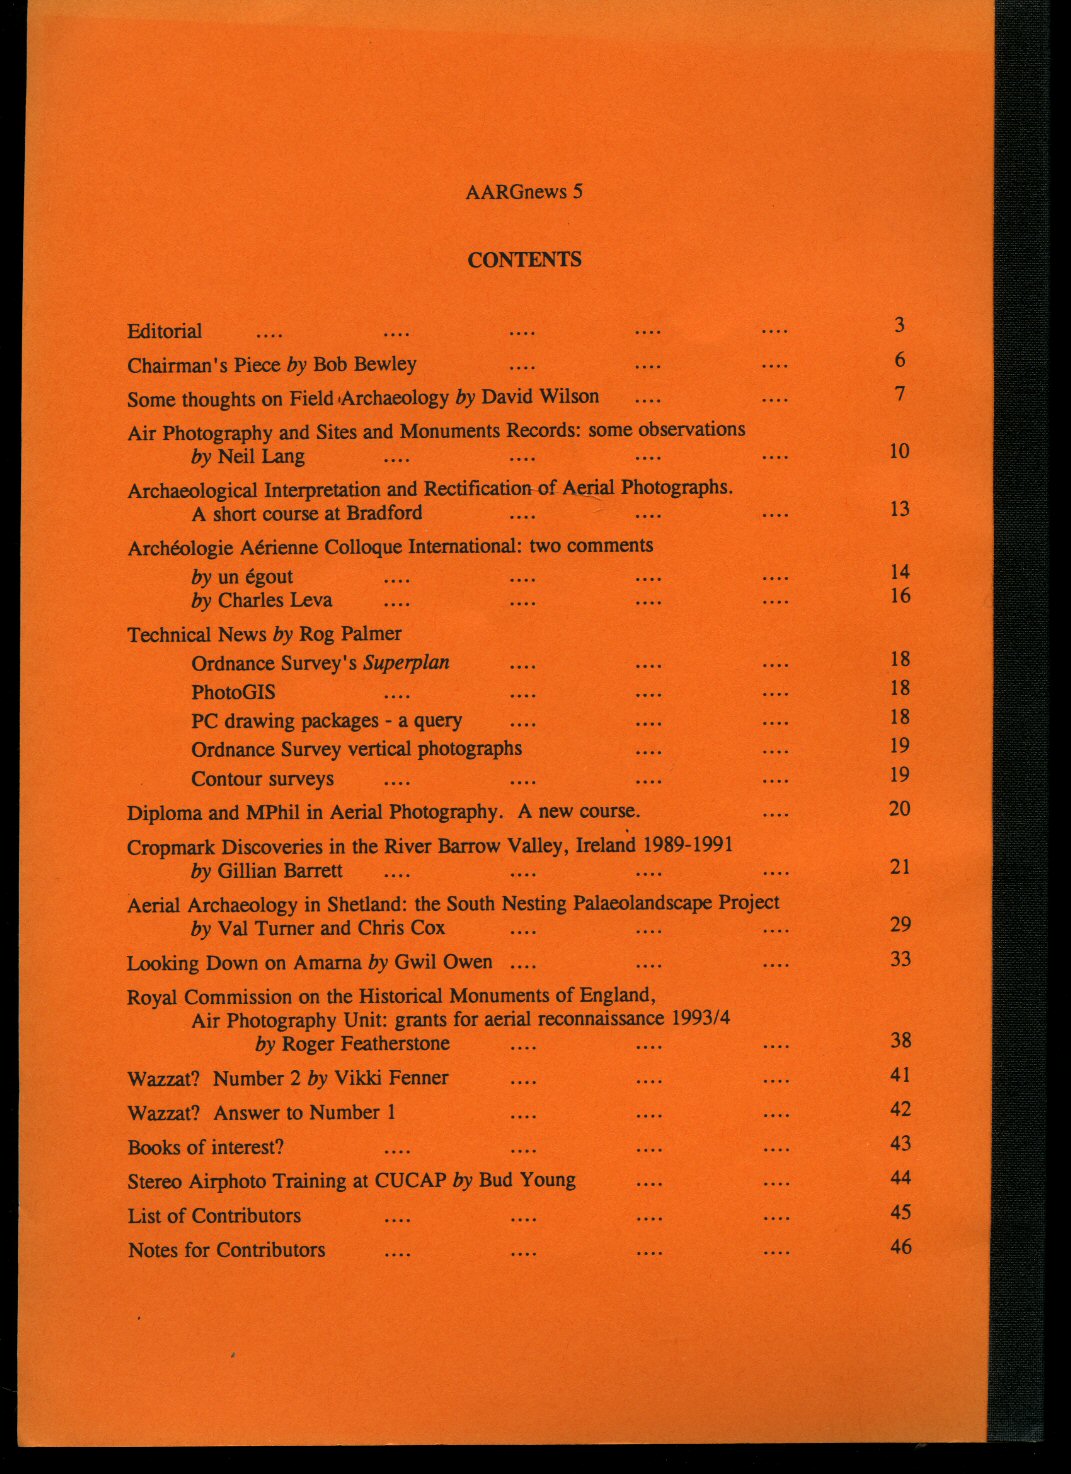 AARGnews 5
CONTENTS
Editorial .... .... .... .... .... 3
Chairman's Piece by Bob Bewley .... .... .... 6
Some thoughts on Field Archaeology by David Wilson .... .... 7
Air Photography and Sites and Monuments Records: some observations
by Neil Lang .... .... .... .... 10
Archaeological Interpretation and Rectification of Aerial Photographs.
A short course at Bradford .... .... .... 13
Archéologie Aérienne Colloque International: two comments
by un égout .... .... .... .... 14
by Charles Leva .... .... .... .... 16
Technical News by Rog Palmer
Ordnance Survey's Superplan .... .... .... 18
PhotoGIS .... .... .... .... 18
PC drawing packages - a query .... .... .... 18
Ordnance Survey vertical photographs .... .... 19
Contour surveys .... .... .... .... 19
Diploma and MPhil in Aerial Photography. A new course. .... 20
Cropmark Discoveries in the River Barrow Valley, Ireland 1989-1991
by Gillian Barrett .... .... .... .... 21
Aerial Archaeology in Shetland: the South Nesting Palaeolandscape Project
by Val Turner and Chris Cox .... .... .... 29
Looking Down on Amarna by Gwil Owen .... .... .... 33
Royal Commission on the Historical Monuments of England,
Air Photography Unit: grants for aerial reconnaissance 1993/4
by Roger Featherstone .... .... .... 38
Wazzat? Number 2 by Vikki Fenner .... .... .... 41
Wazzat? Answer to Number 1 .... .... .... 42
Books of interest? .... .... .... .... 43
Stereo Airphoto Training at CUCAP by Bud Young .... .... 44
List of Contributors .... .... .... .... 45
Notes for Contributors .... .... .... .... 46